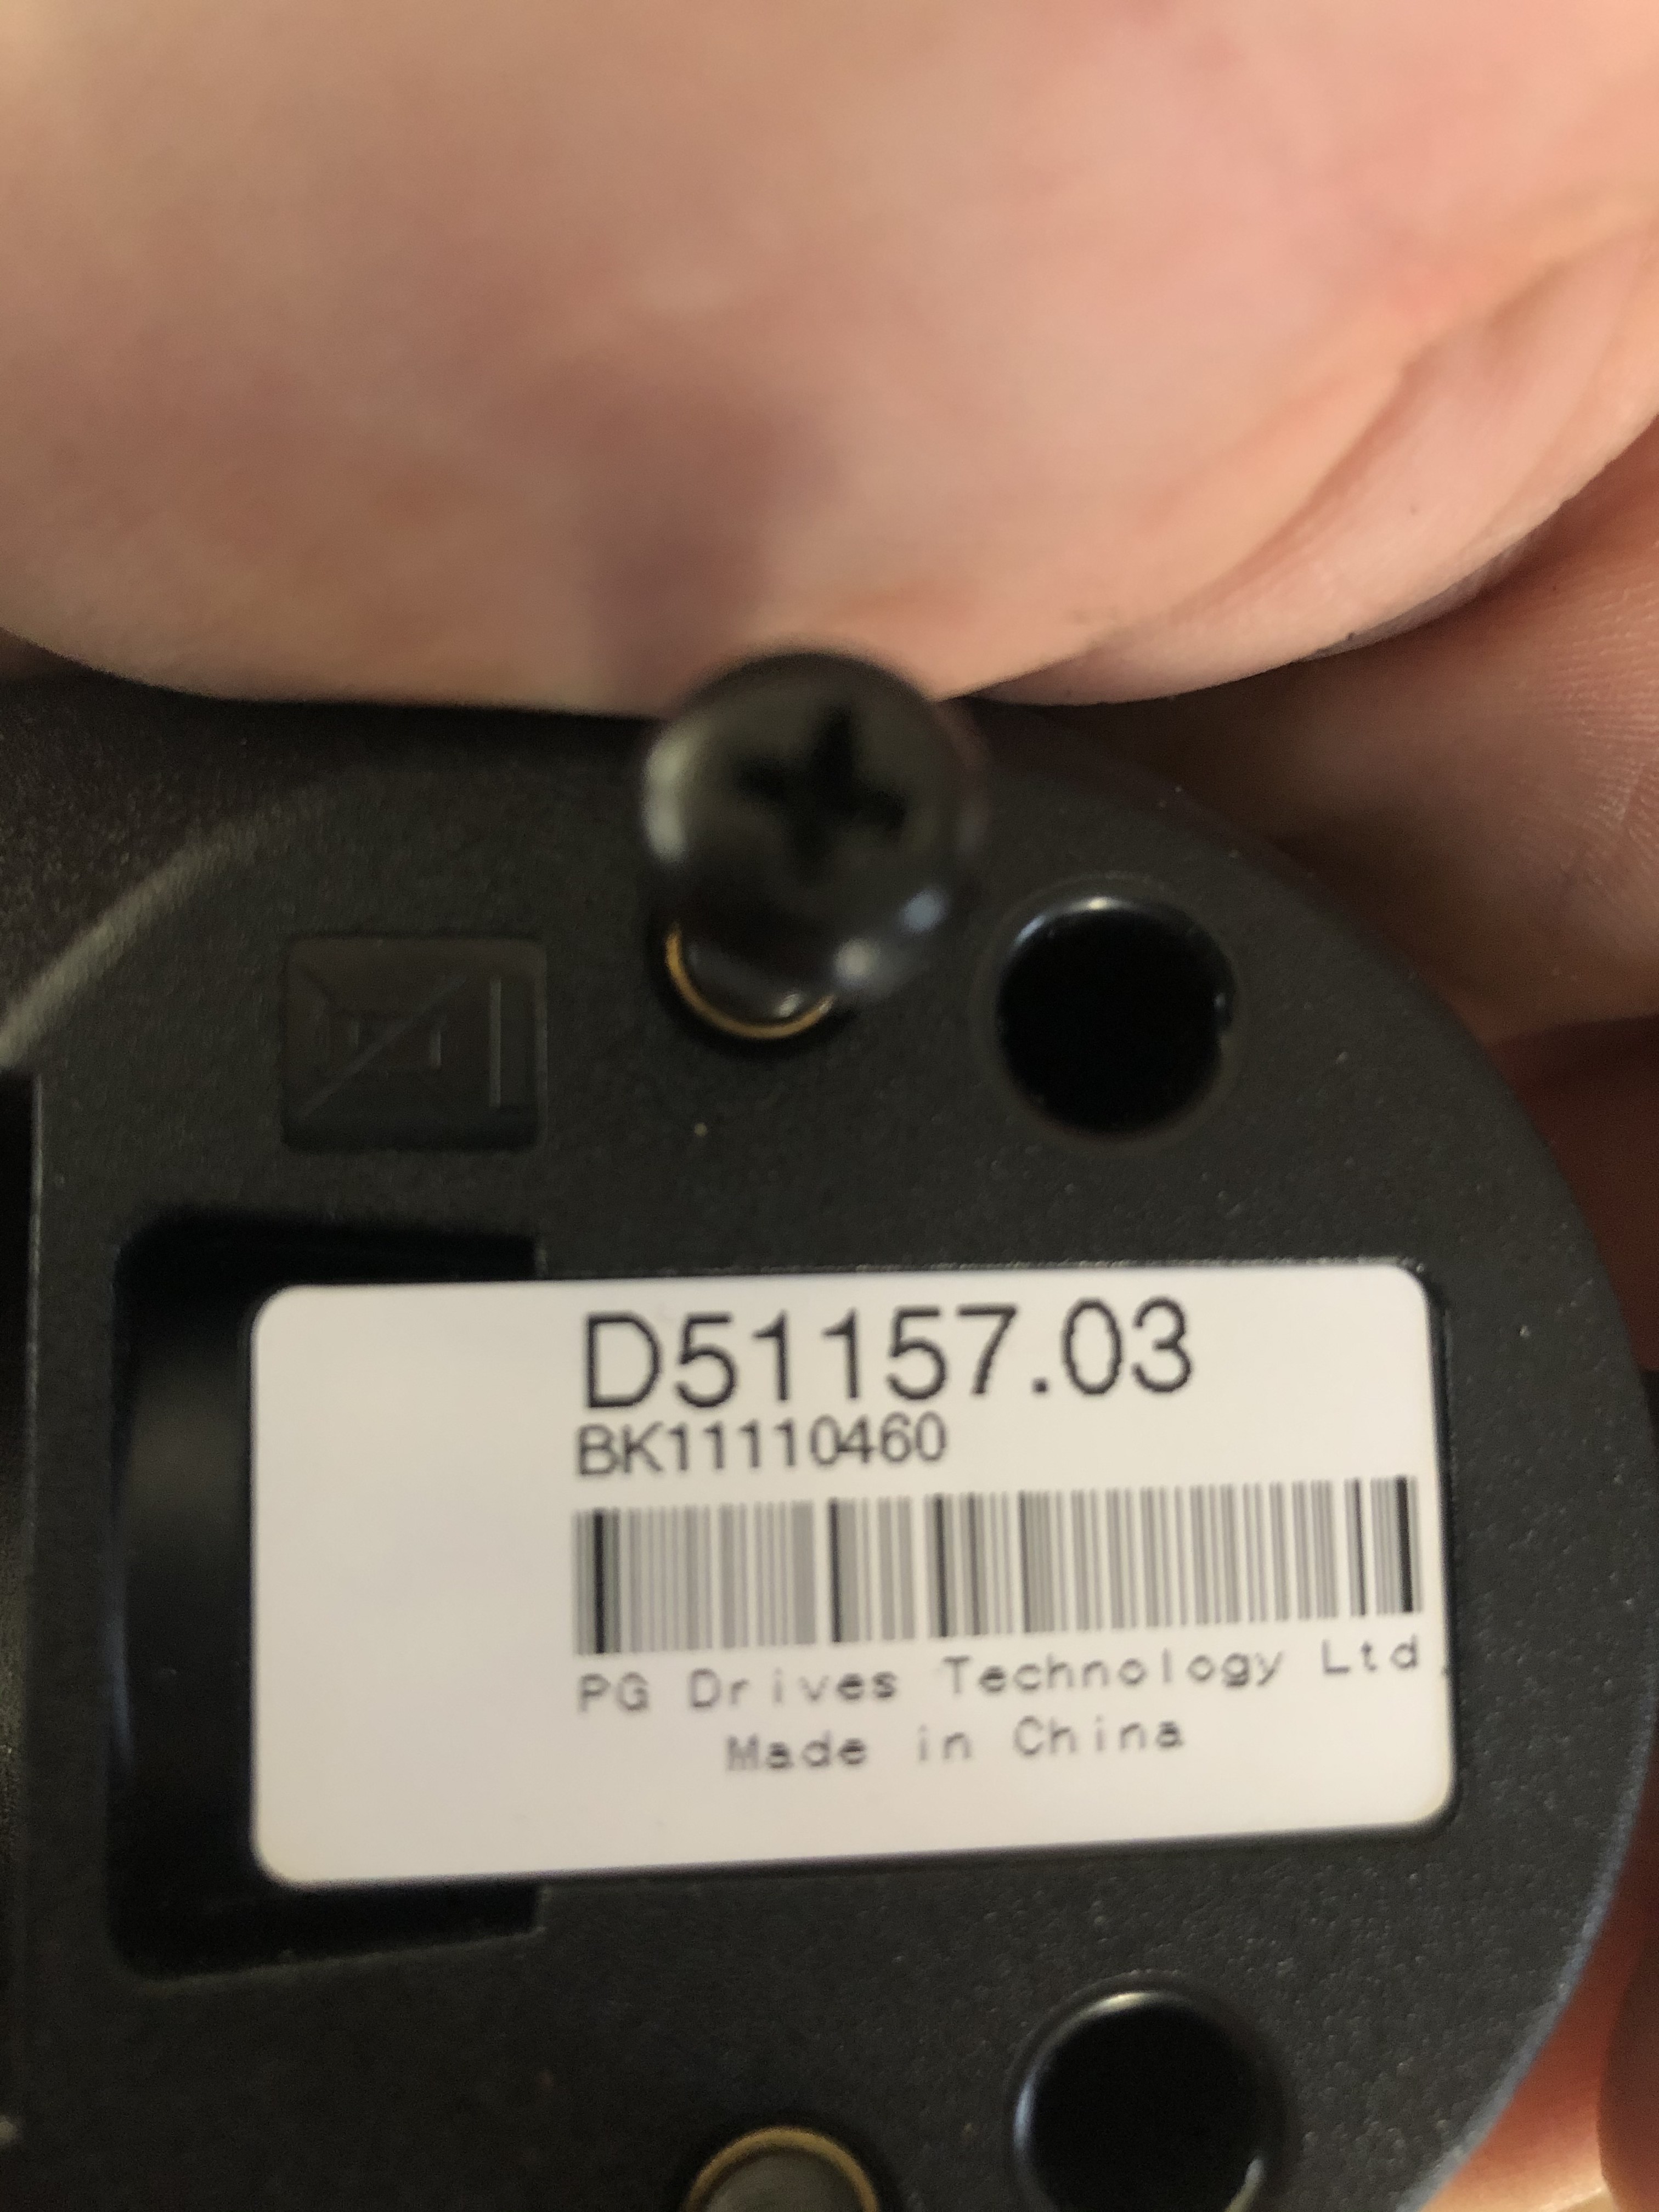 D51157.03
BK11110460
PG Drives Technology Ltd.
Made in China